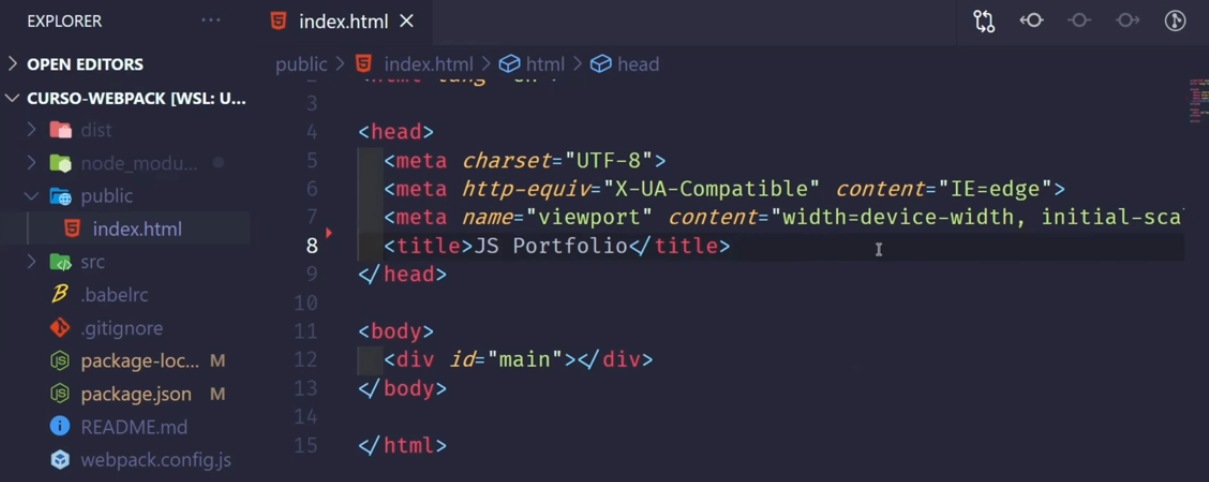 EXPLORER ...
index.html
OPEN EDITORS
CURSO-WEBPACK [WSL: U...
dist
node_modu...
public
index.html
src
.babelrc
.gitignore
package-loc... M
package.json M
README.md
webpack.config.js
public > index.html > html > head
3
4 <head>
5 <meta charset="UTF-8">
6 <meta http-equiv="X-UA-Compatible" content="IE=edge">
7 <meta name="viewport" content="width=device-width, initial-sca
8 <title>JS Portfolio</title>
9 </head>
10
11 <body>
12 <div id="main"></div>
13 </body>
14
15 </html>